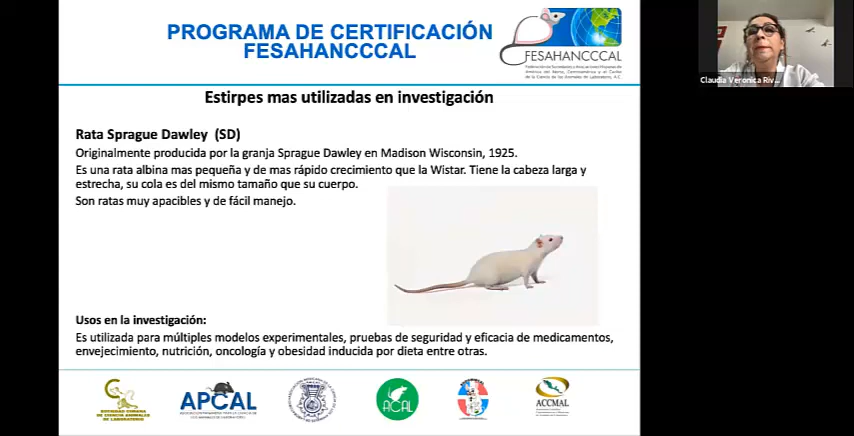 PROGRAMA DE CERTIFICACIÓN
FESAHANCCCAL
FESAHANCCCAL
Claudia Veronica Riv...
Estirpes mas utilizadas en investigación
Rata Sprague Dawley (SD)
Originalmente producida por la granja Sprague Dawley en Madison Wisconsin, 1925.
Es una rata albina mas pequeña y de mas rápido crecimiento que la Wistar. Tiene la cabeza larga y
estrecha, su cola es del mismo tamaño que su cuerpo.
Son ratas muy apacibles y de fácil manejo.
Usos en la investigación:
Es utilizada para múltiples modelos experimentales, pruebas de seguridad y eficacia de medicamentos,
envejecimiento, nutrición, oncología y obesidad inducida por dieta entre otras.
APCAL
ACAL
ACCMAL